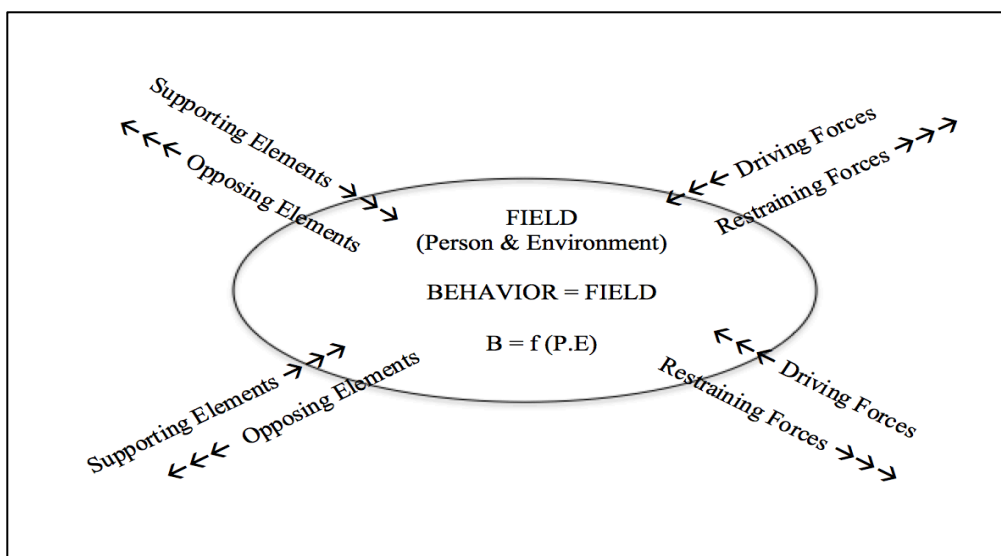 Supporting Elements →→→
←←← Opposing Elements
←←← Driving Forces
Restraining Forces →→→
FIELD
(Person & Environment)
BEHAVIOR = FIELD
B = f (P.E)
Supporting Elements →→→
←←← Opposing Elements
←←← Driving Forces
Restraining Forces →→→